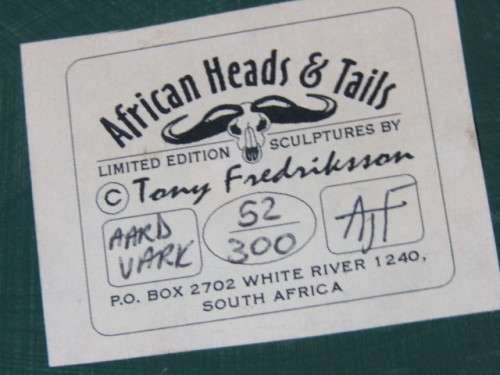 African Heads & Tails
LIMITED EDITION SCULPTURES BY
© Tony Fredriksson
AARD
VARK
52
300
AJF
P.O. BOX 2702 WHITE RIVER 1240,
SOUTH AFRICA